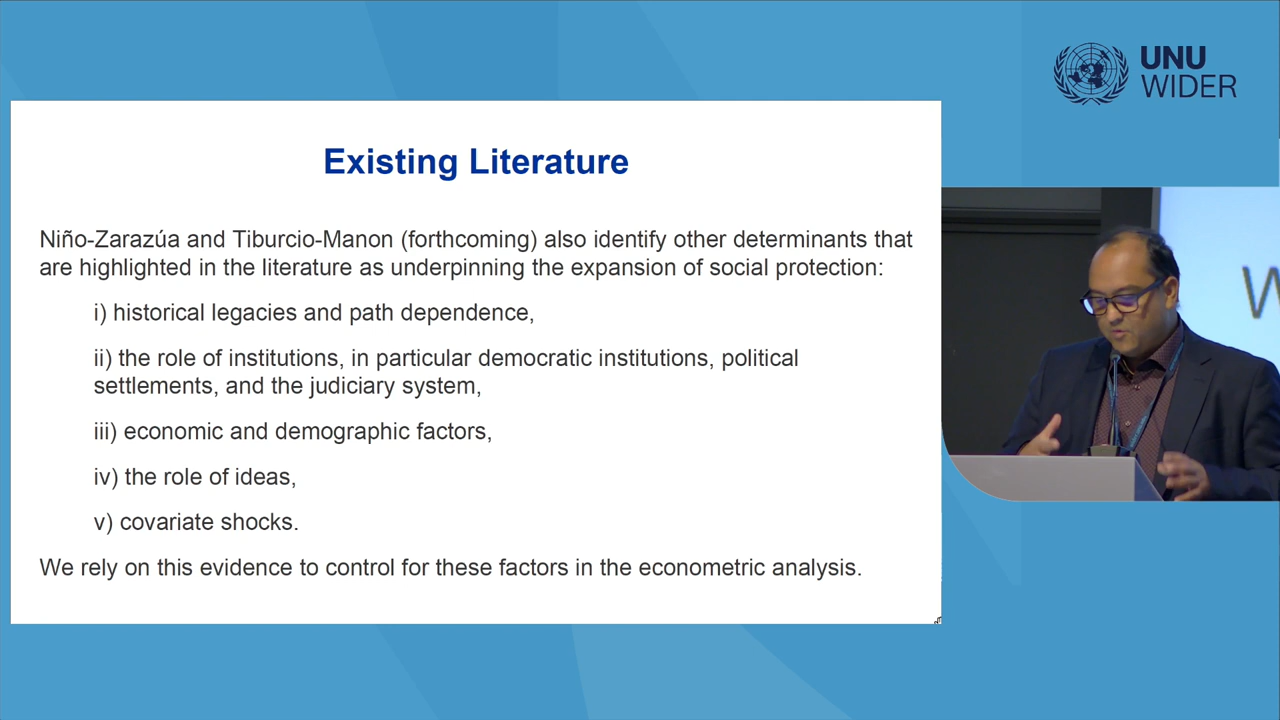 UNU
WIDER
Existing Literature
Niño-Zarazúa and Tiburcio-Manon (forthcoming) also identify other determinants that
are highlighted in the literature as underpinning the expansion of social protection:
i) historical legacies and path dependence,
ii) the role of institutions, in particular democratic institutions, political
settlements, and the judiciary system,
iii) economic and demographic factors,
iv) the role of ideas,
v) covariate shocks.
We rely on this evidence to control for these factors in the econometric analysis.
W